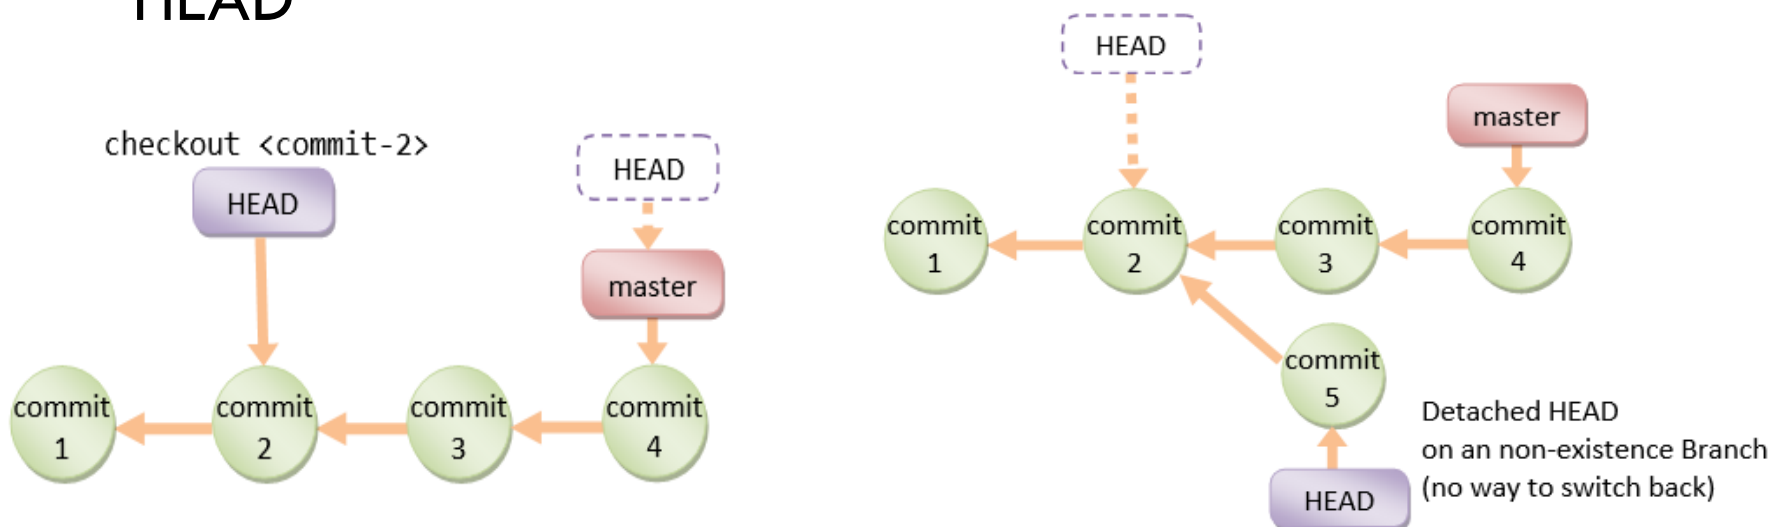 HEAD
checkout <commit-2>
HEAD
HEAD
master
commit
1
commit
2
commit
3
commit
4
HEAD
master
commit
1
commit
2
commit
3
commit
4
commit
5
HEAD
Detached HEAD
on an non-existence Branch
(no way to switch back)